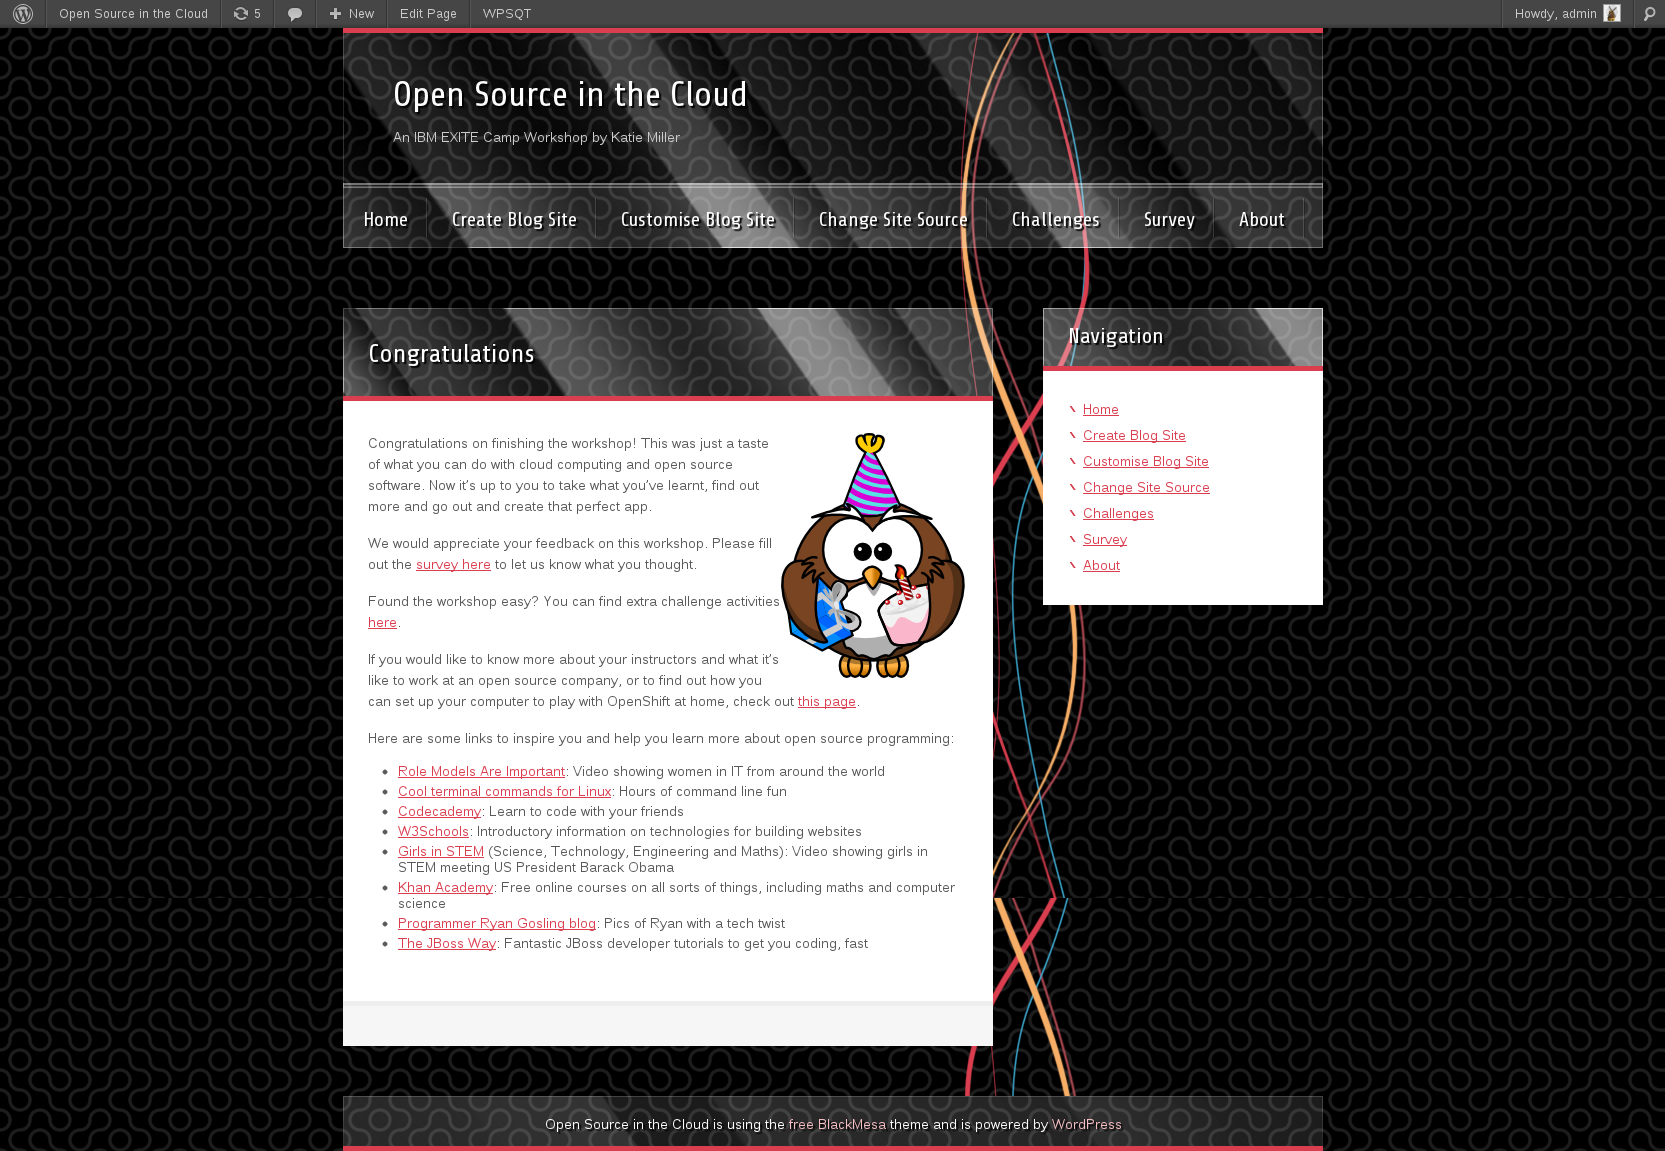 Open Source in the Cloud 5 New Edit Page WPSQT Howdy, admin
Open Source in the Cloud
An IBM EXITE Camp Workshop by Katie Miller
Home Create Blog Site Customise Blog Site Change Site Source Challenges Survey About
Congratulations
Congratulations on finishing the workshop! This was just a taste
of what you can do with cloud computing and open source
software. Now it's up to you to take what you've learnt, find out
more and go out and create that perfect app.
We would appreciate your feedback on this workshop. Please fill
out the survey here to let us know what you thought.
Found the workshop easy? You can find extra challenge activities
here.
If you would like to know more about your instructors and what it's
like to work at an open source company, or to find out how you
can set up your computer to play with OpenShift at home, check out this page.
Here are some links to inspire you and help you learn more about open source programming:
Role Models Are Important: Video showing women in IT from around the world
Cool terminal commands for Linux: Hours of command line fun
Codecademy: Learn to code with your friends
W3Schools: Introductory information on technologies for building websites
Girls in STEM (Science, Technology, Engineering and Maths): Video showing girls in
STEM meeting US President Barack Obama
Khan Academy: Free online courses on all sorts of things, including maths and computer
science
Programmer Ryan Gosling blog: Pics of Ryan with a tech twist
The JBoss Way: Fantastic JBoss developer tutorials to get you coding, fast
Navigation
Home
Create Blog Site
Customise Blog Site
Change Site Source
Challenges
Survey
About
Open Source in the Cloud is using the free BlackMesa theme and is powered by WordPress